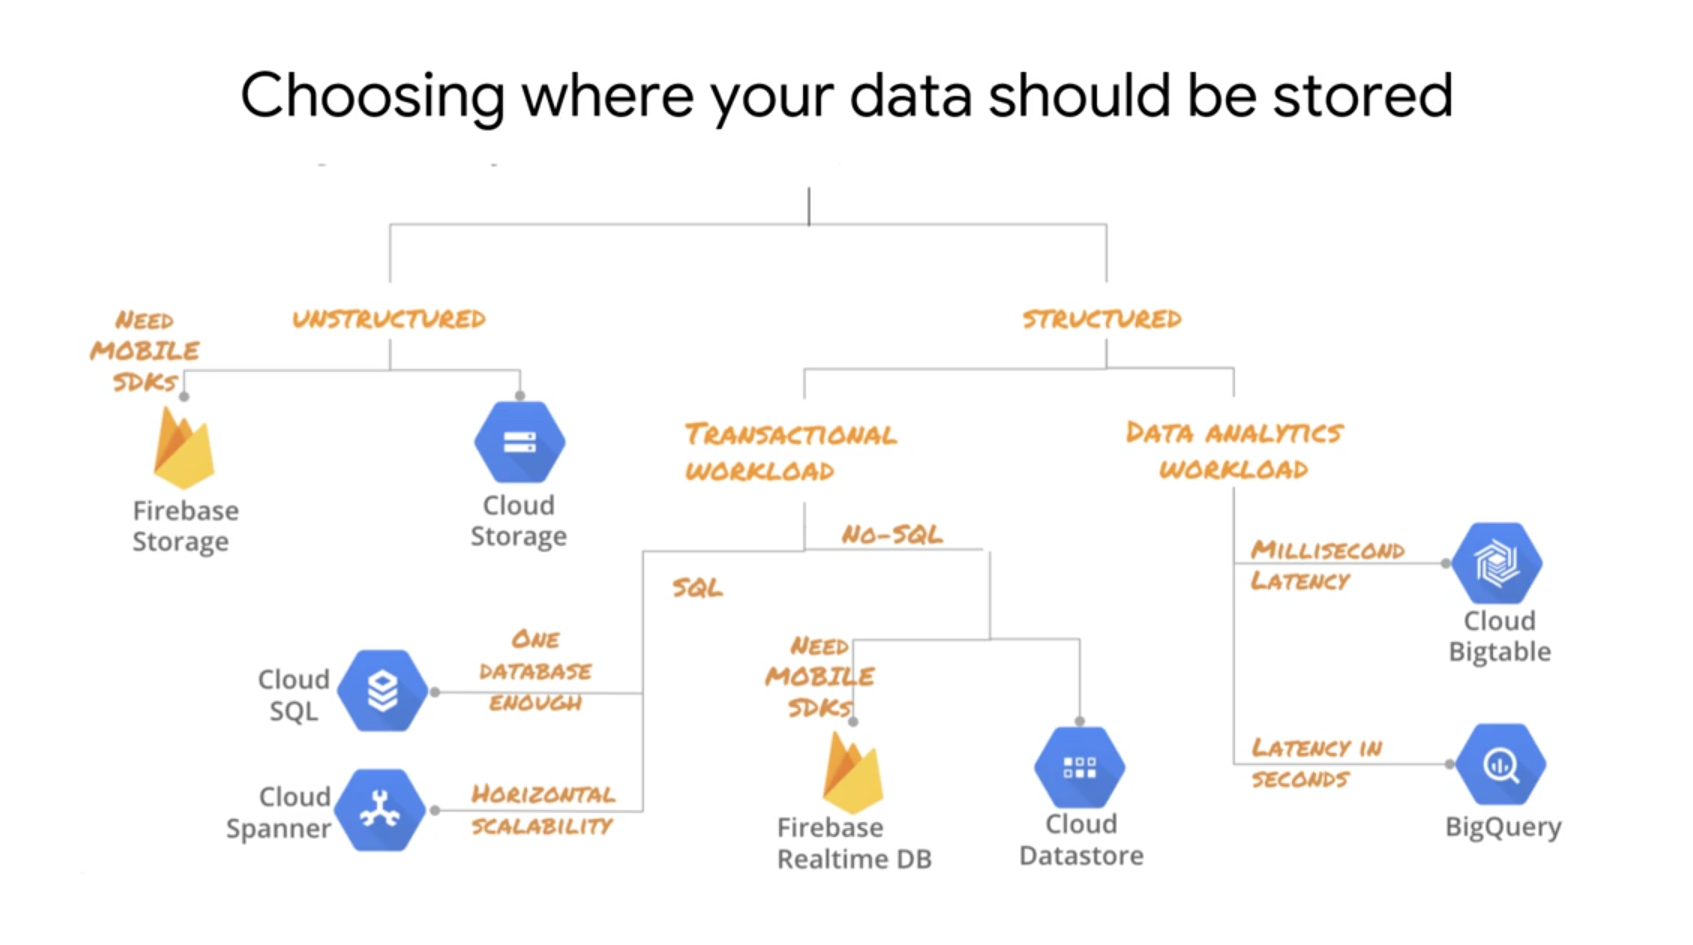 Choosing where your data should be stored
UNSTRUCTURED
STRUCTURED
NEED
MOBILE
SDKs
Firebase
Storage
Cloud
Storage
TRANSACTIONAL
WORKLOAD
DATA ANALYTICS
WORKLOAD
SQL
NO-SQL
ONE
DATABASE
ENOUGH
Cloud
SQL
HORIZONTAL
SCALABILITY
Cloud
Spanner
NEED
MOBILE
SDKs
Firebase
Realtime DB
Cloud
Datastore
MILLISECOND
LATENCY
Cloud
Bigtable
LATENCY IN
SECONDS
BigQuery